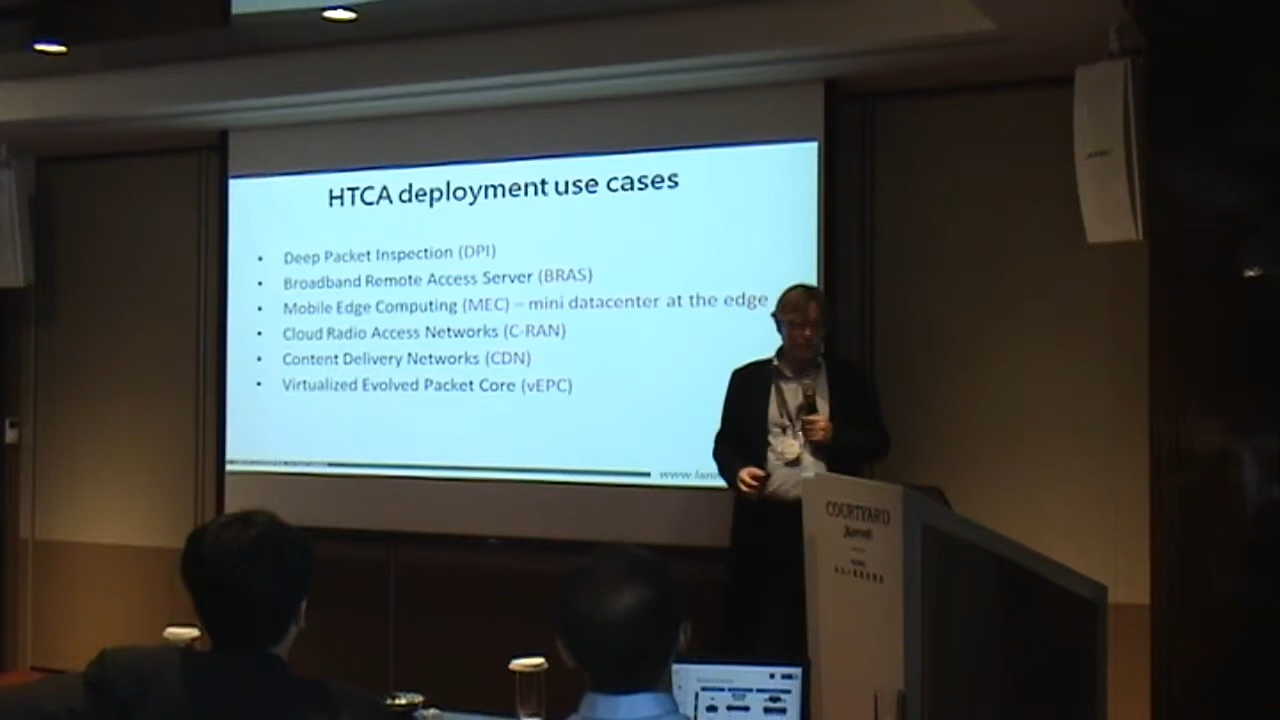 HTCA deployment use cases
• Deep Packet Inspection (DPI)
• Broadband Remote Access Server (BRAS)
• Mobile Edge Computing (MEC) – mini datacenter at the edge
• Cloud Radio Access Networks (C-RAN)
• Content Delivery Networks (CDN)
• Virtualized Evolved Packet Core (vEPC)
COURTYARD
Marriott